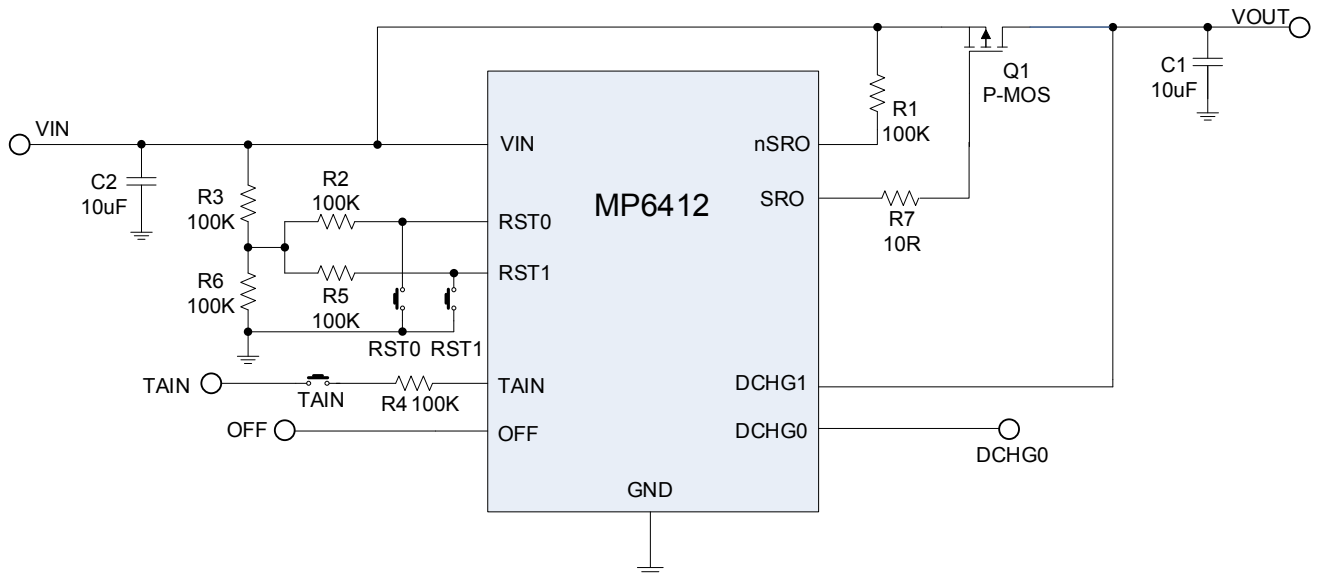 VOUT
Q1
P-MOS
C1
10uF
R1
100K
VIN
C2
10uF
R3
100K
R2
100K
R6
100K
R5
100K
RST0 RST1
VIN
nSRO
MP6412
SRO
RST0
RST1
R7
10R
TAIN
TAIN
R4 100K
TAIN
DCHG1
OFF
OFF
DCHG0
DCHG0
GND